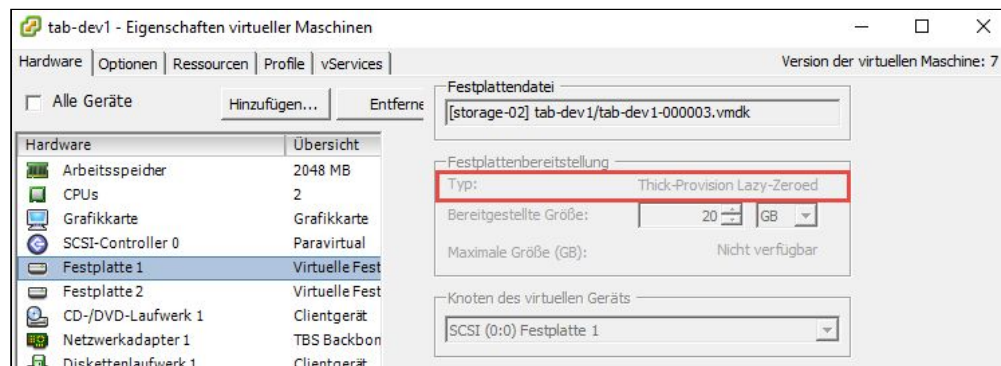 tab-dev1 - Eigenschaften virtueller Maschinen
Hardware Optionen Ressourcen Profile vServices Version der virtuellen Maschine: 7
Alle Geräte Hinzufügen... Entferne
Hardware Übersicht
Arbeitsspeicher 2048 MB
CPUs 2
Grafikkarte Grafikkarte
SCSI-Controller 0 Paravirtual
Festplatte 1 Virtuelle Fest
Festplatte 2 Virtuelle Fest
CD-/DVD-Laufwerk 1 Clientgerät
Netzwerkadapter 1 TBS Backbon
Diskettenlaufwerk 1 Clientgerät
Festplattendatei
[storage-02] tab-dev1/tab-dev1-000003.vmdk
Festplattenbereitstellung
Typ: Thick-Provision Lazy-Zeroed
Bereitgestellte Größe: 20 GB
Maximale Größe (GB): Nicht verfügbar
Knoten des virtuellen Geräts
SCSI (0:0) Festplatte 1